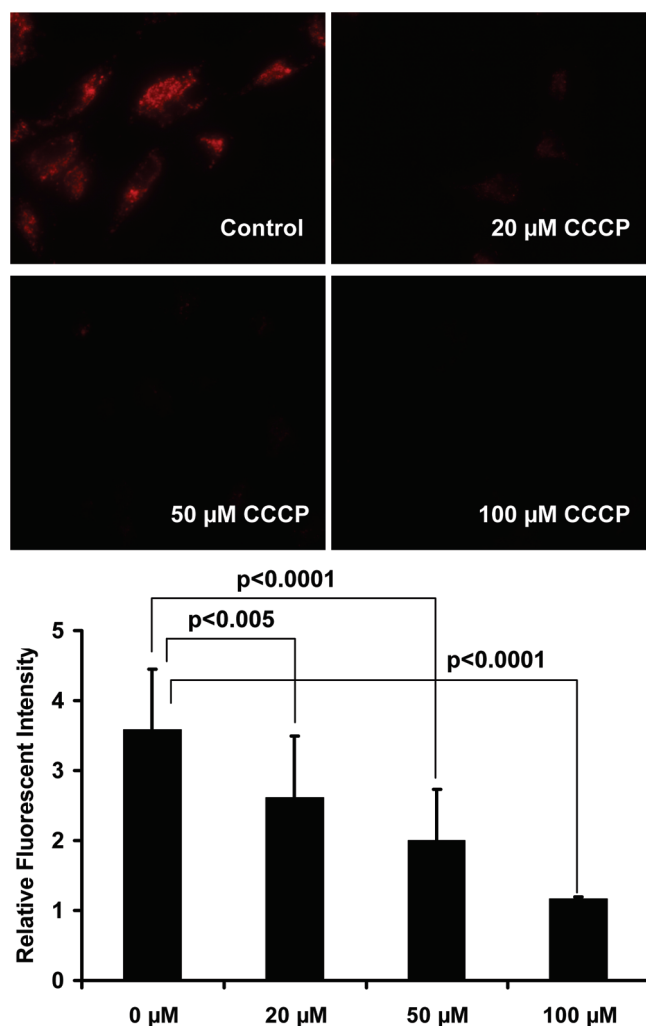 Control
20 µM CCCP
50 µM CCCP
100 µM CCCP
p<0.0001
p<0.005
p<0.0001
Relative Fluorescent Intensity
5
4
3
2
1
0
0 µM
20 µM
50 µM
100 µM